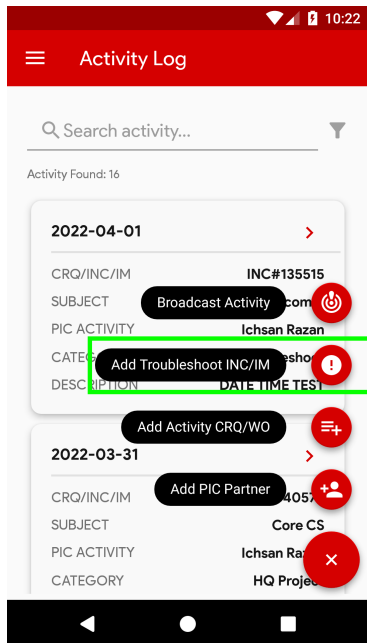 10:22
Activity Log
Search activity...
Activity Found: 16
2022-04-01
CRQ/INC/IM INC#135515
SUBJECT
Broadcast Activity
PIC ACTIVITY Ichsan Razan
Add Troubleshoot INC/IM
DESCRIPTION DATE TIME TEST
Add Activity CRQ/WO
2022-03-31
CRQ/INC/IM
Add PIC Partner
SUBJECT Core CS
PIC ACTIVITY Ichsan
CATEGORY HQ